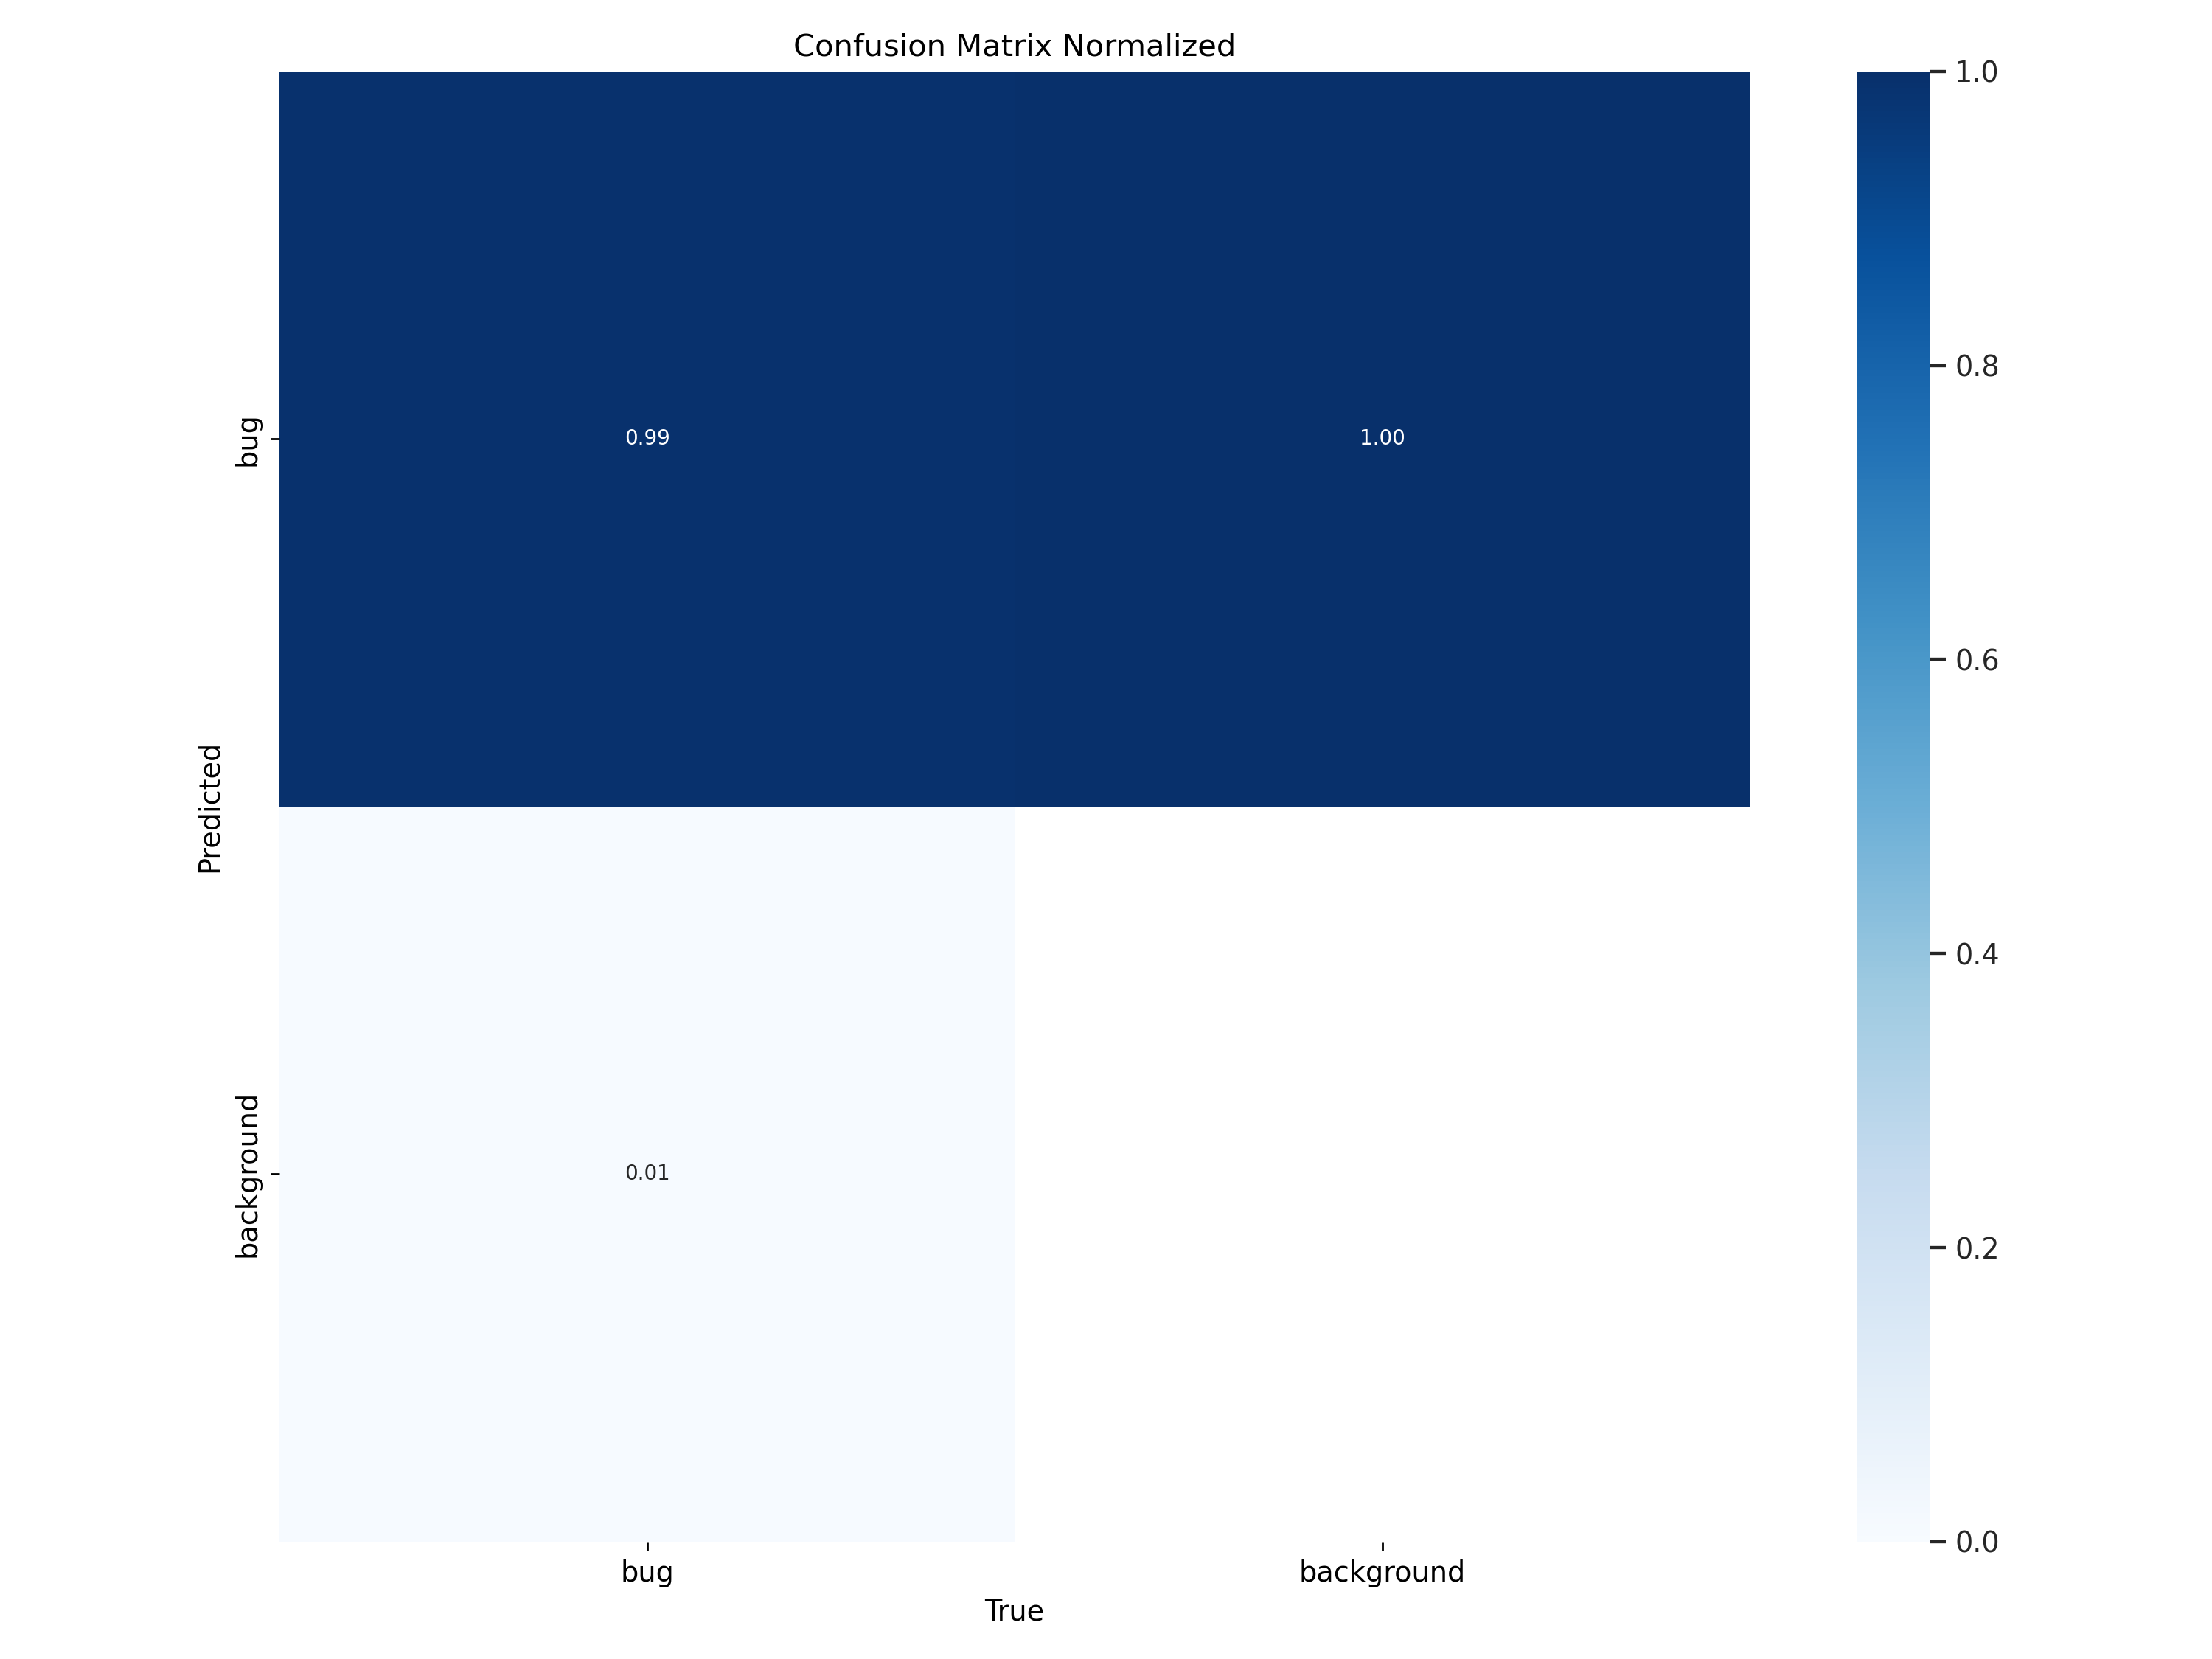 Confusion Matrix Normalized
1.0
0.8
0.6
0.4
0.2
0.0
Predicted
bug
background
0.99
1.00
0.01
bug
background
True